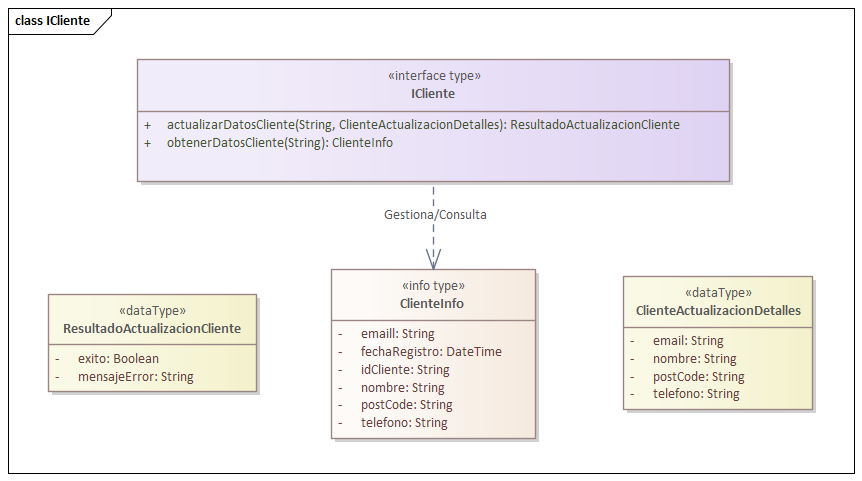 class ICliente
«interface type»
ICliente
+ actualizarDatosCliente(String, ClienteActualizacionDetalles): ResultadoActualizacionCliente
+ obtenerDatosCliente(String): ClienteInfo
Gestiona/Consulta
«dataType»
ResultadoActualizacionCliente
- exito: Boolean
- mensajeError: String
«info type»
ClienteInfo
- emaill: String
- fechaRegistro: DateTime
- idCliente: String
- nombre: String
- postCode: String
- telefono: String
«dataType»
ClienteActualizacionDetalles
- email: String
- nombre: String
- postCode: String
- telefono: String